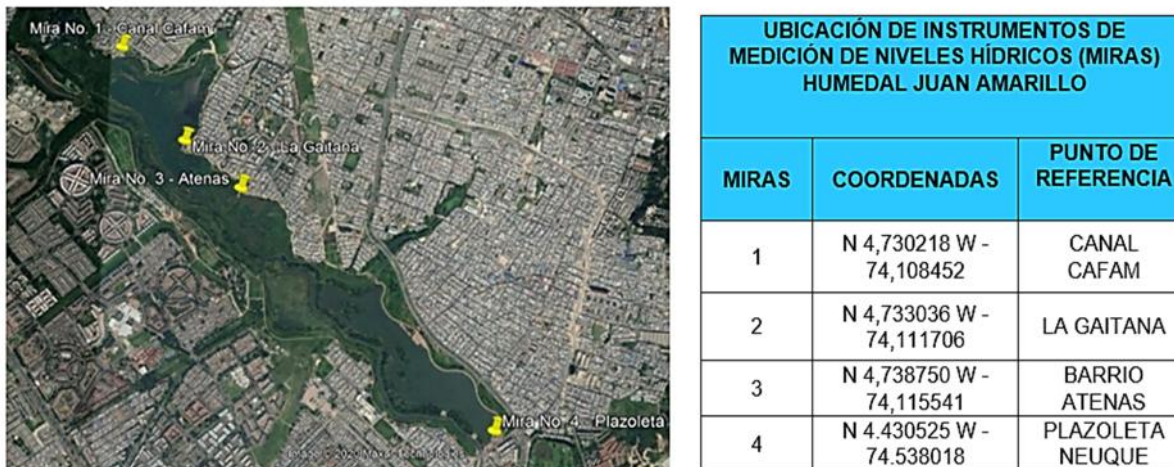 Mira No. 1 - Canal Cafam
Mira No. 2 - La Gaitana
Mira No. 3 - Atenas
Mira No. 4 - Plazoleta
UBICACIÓN DE INSTRUMENTOS DE
MEDICIÓN DE NIVELES HÍDRICOS (MIRAS)
HUMEDAL JUAN AMARILLO
MIRAS COORDENADAS PUNTO DE
REFERENCIA
1 N 4,730218 W -
74,108452 CANAL
CAFAM
2 N 4,733036 W -
74,111706 LA GAITANA
3 N 4,738750 W -
74,115541 BARRIO
ATENAS
4 N 4.430525 W -
74.538018 PLAZOLETA
NEUQUE